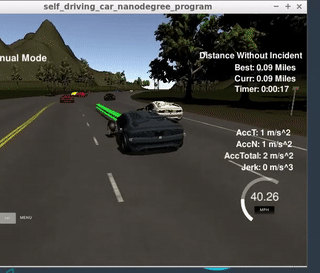 self_driving_car_nanodegree_program
nual Mode
Distance Without Incident
Best: 0.09 Miles
Curr: 0.09 Miles
Timer: 0:00:17
AccT: 1 m/s^2
AccN: 1 m/s^2
AccTotal: 2 m/s^2
Jerk: 0 m/s^3
40.26
MPH
MENU